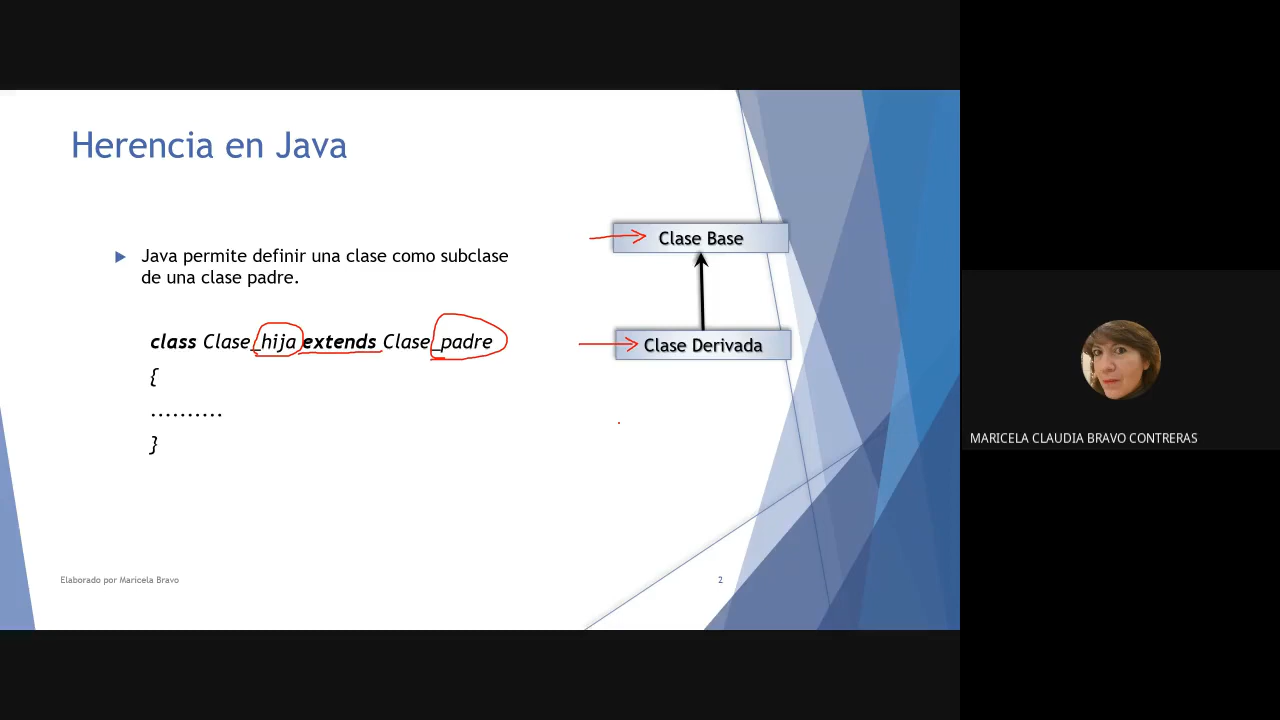 Herencia en Java
Java permite definir una clase como subclase
de una clase padre.
class Clase_hija extends Clase_padre
{
..........
}
Clase Base
Clase Derivada
Elaborado por Maricela Bravo
2
MARICELA CLAUDIA BRAVO CONTRERAS